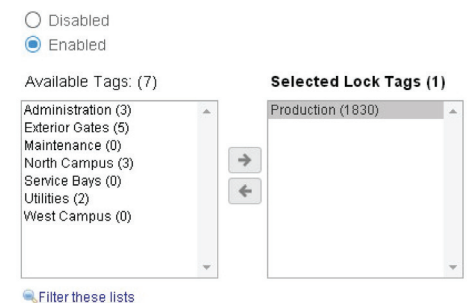 Disabled
Enabled
Available Tags: (7)
Selected Lock Tags (1)
Administration (3)
Exterior Gates (5)
Maintenance (0)
North Campus (3)
Service Bays (0)
Utilities (2)
West Campus (0)
Production (1830)
Filter these lists